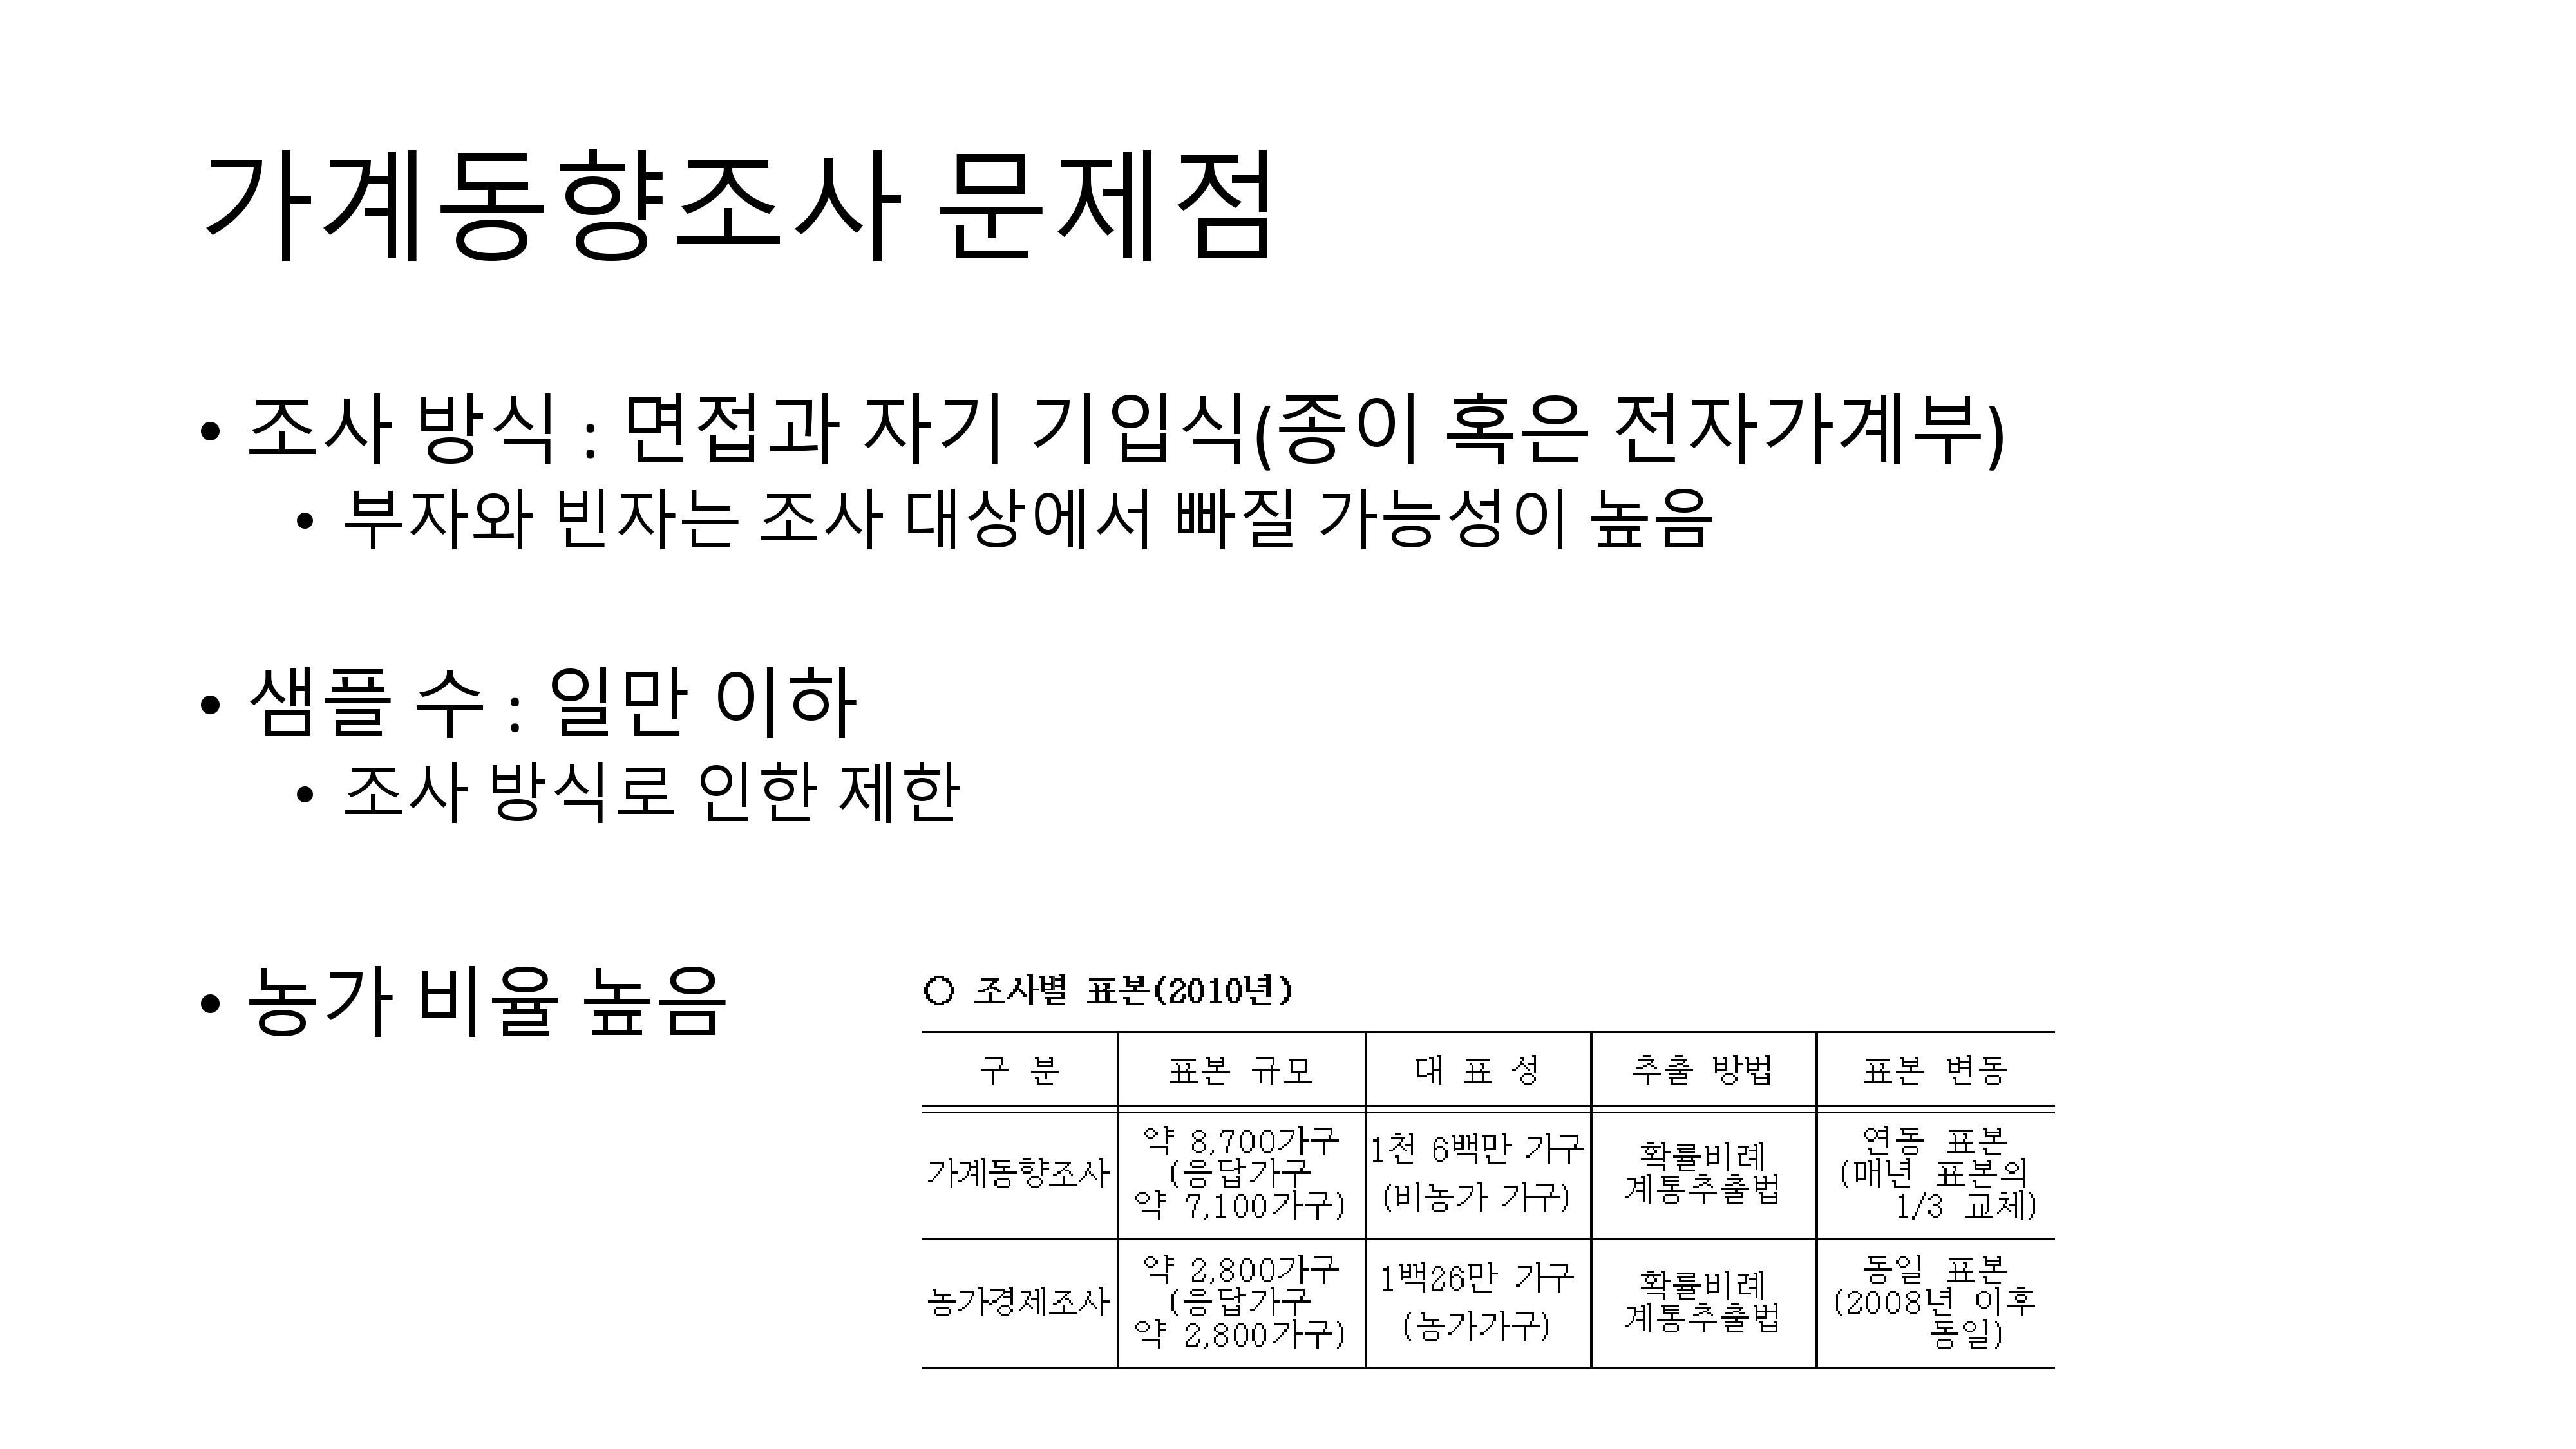 가계동향조사 문제점
• 조사 방식 : 면접과 자기 기입식(종이 혹은 전자가계부)
• 부자와 빈자는 조사 대상에서 빠질 가능성이 높음
• 샘플 수 : 일만 이하
• 조사 방식로 인한 제한
• 농가 비율 높음
○ 조사별 표본(2010년)
구 분 표본 규모 대 표 성 추출 방법 표본 변동
가계동향조사
약 8,700가구
(응답가구
약 7,100가구)
1천 6백만 가구
(비농가 가구)
확률비례
계통추출법
연동 표본
(매년 표본의
1/3 교체)
농가경제조사
약 2,800가구
(응답가구
약 2,800가구)
1백26만 가구
(농가가구)
확률비례
계통추출법
동일 표본
(2008년 이후
동일)